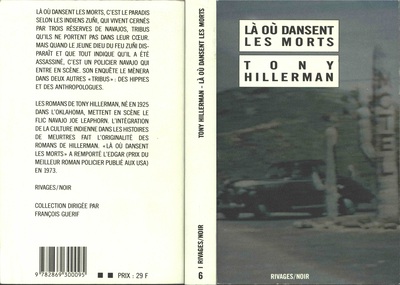 LÀ OÙ DANSENT LES MORTS, C'EST LE PARADIS
SELON LES INDIENS ZUÑI, QUI VIVENT CERNÉS
PAR TROIS RÉSERVES DE NAVAJOS, TRIBUS
QU'ILS NE PORTENT PAS DANS LEUR CŒUR.
MAIS QUAND LE JEUNE DIEU DU FEU ZUÑI DIS-
PARAÎT ET QUE TOUT INDIQUE QU'IL A ÉTÉ
ASSASSINÉ, C'EST UN POLICIER NAVAJO QUI
ENTRE EN SCÈNE. SON ENQUÊTE LE MÈNERA
DANS DEUX AUTRES «TRIBUS» : DES HIPPIES
ET DES ANTHROPOLOGUES.
LES ROMANS DE TONY HILLERMAN, NÉ EN 1925
DANS L'OKLAHOMA, METTENT EN SCÈNE LE
FLIC NAVAJO JOE LEAPHORN. L'INTÉGRATION
DE LA CULTURE INDIENNE DANS LES HISTOIRES
DE MEURTRES FAIT L'ORIGINALITÉ DES
ROMANS DE HILLERMAN. «LÀ OÙ DANSENT
LES MORTS» A REMPORTÉ L'EDGAR (PRIX DU
MEILLEUR ROMAN POLICIER PUBLIÉ AUX USA)
EN 1973.
RIVAGES/NOIR
COLLECTION DIRIGÉE PAR
FRANÇOIS GUERIF
9 782869 300095
PRIX : 29 F
TONY HILLERMAN - LÀ OÙ DANSENT LES MORTS
RIVAGES/NOIR
6
LÀ OÙ DANSENT
LES MORTS
TONY
HILLERMAN
RIVAGES/NOIR